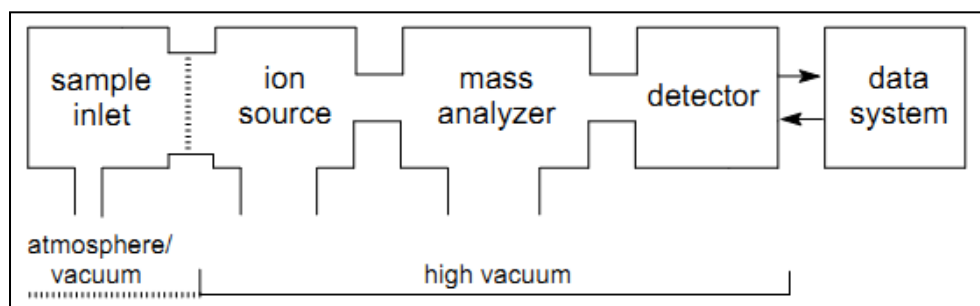 sample
inlet
ion
source
mass
analyzer
detector
data
system
atmosphere/
vacuum
high vacuum